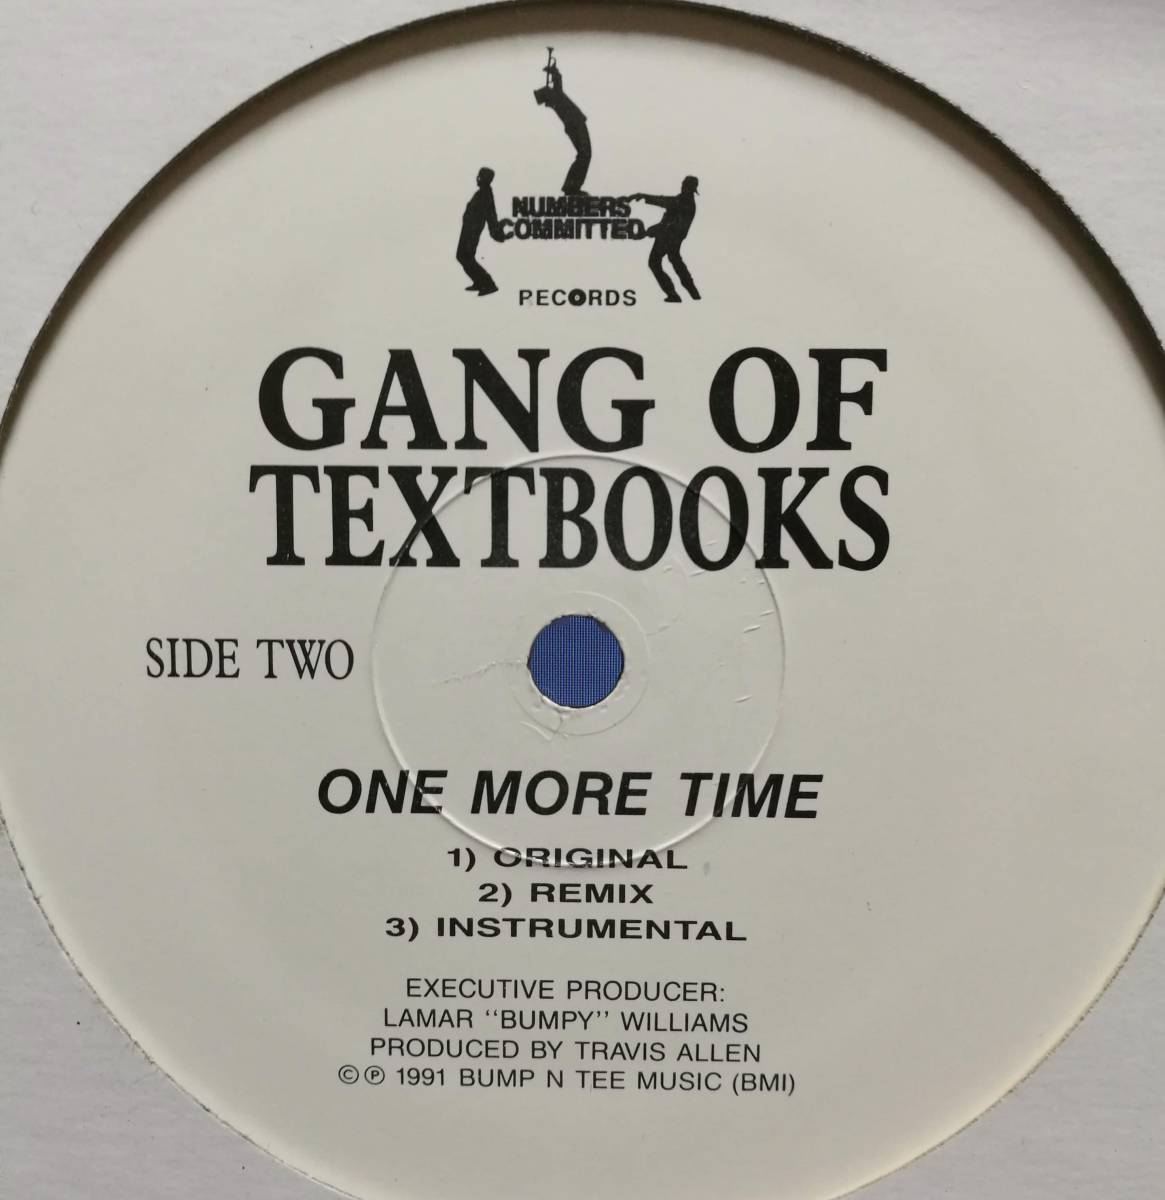 NUMBERS
COMMITTED
PECORDS
GANG OF
TEXTBOOKS
SIDE TWO
ONE MORE TIME
1) ORIGINAL
2) REMIX
3) INSTRUMENTAL
EXECUTIVE PRODUCER:
LAMAR "BUMPY" WILLIAMS
PRODUCED BY TRAVIS ALLEN
©℗ 1991 BUMP N TEE MUSIC (BMI)